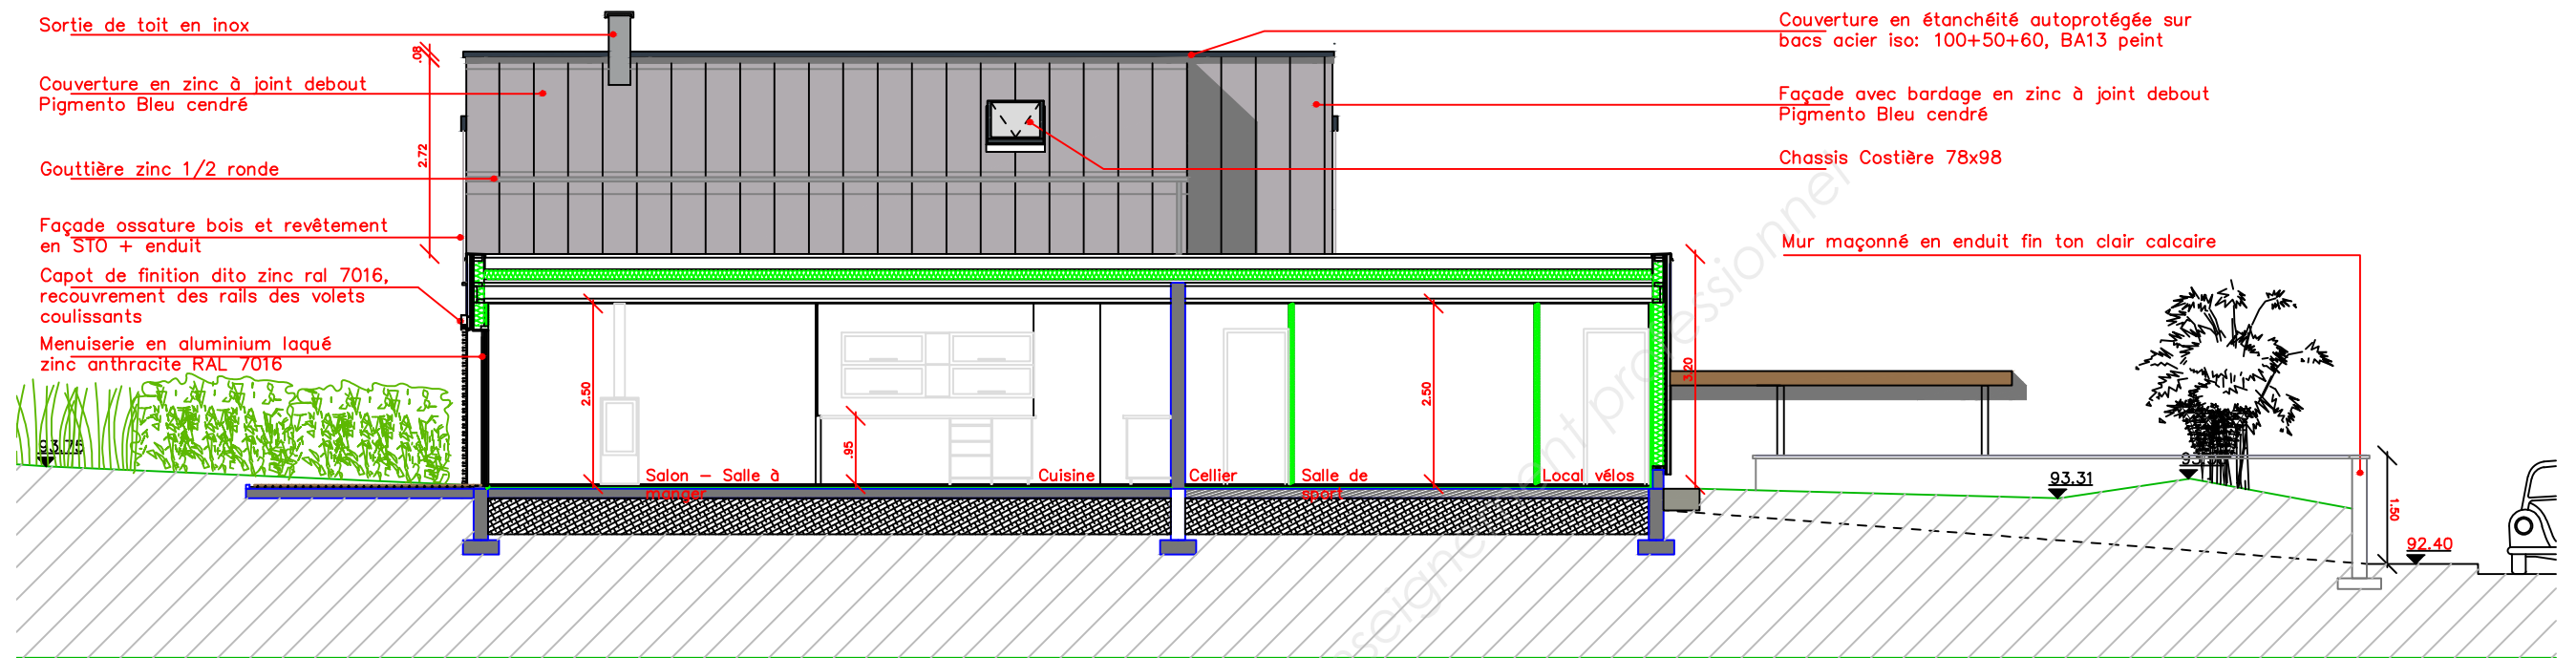 Sortie de toit en inox
Couverture en zinc à joint debout
Pigmento Bleu cendré
Gouttière zinc 1/2 ronde
Façade ossature bois et revêtement
en STO + enduit
Capot de finition dito zinc ral 7016,
recouvrement des rails des volets
coulissants
Menuiserie en aluminium laqué
zinc anthracite RAL 7016
Couverture en étanchéité autoprotégée sur
bacs acier iso: 100+50+60, BA13 peint
Façade avec bardage en zinc à joint debout
Pigmento Bleu cendré
Chassis Costière 78x98
Mur maçonné en enduit fin ton clair calcaire
.08
2.72
2.50
.95
2.50
3.20
1.50
93.75
93.31
92.40
Salon – Salle à
manger
Cuisine
Cellier
Salle de
sport
Local vélos
professionnel